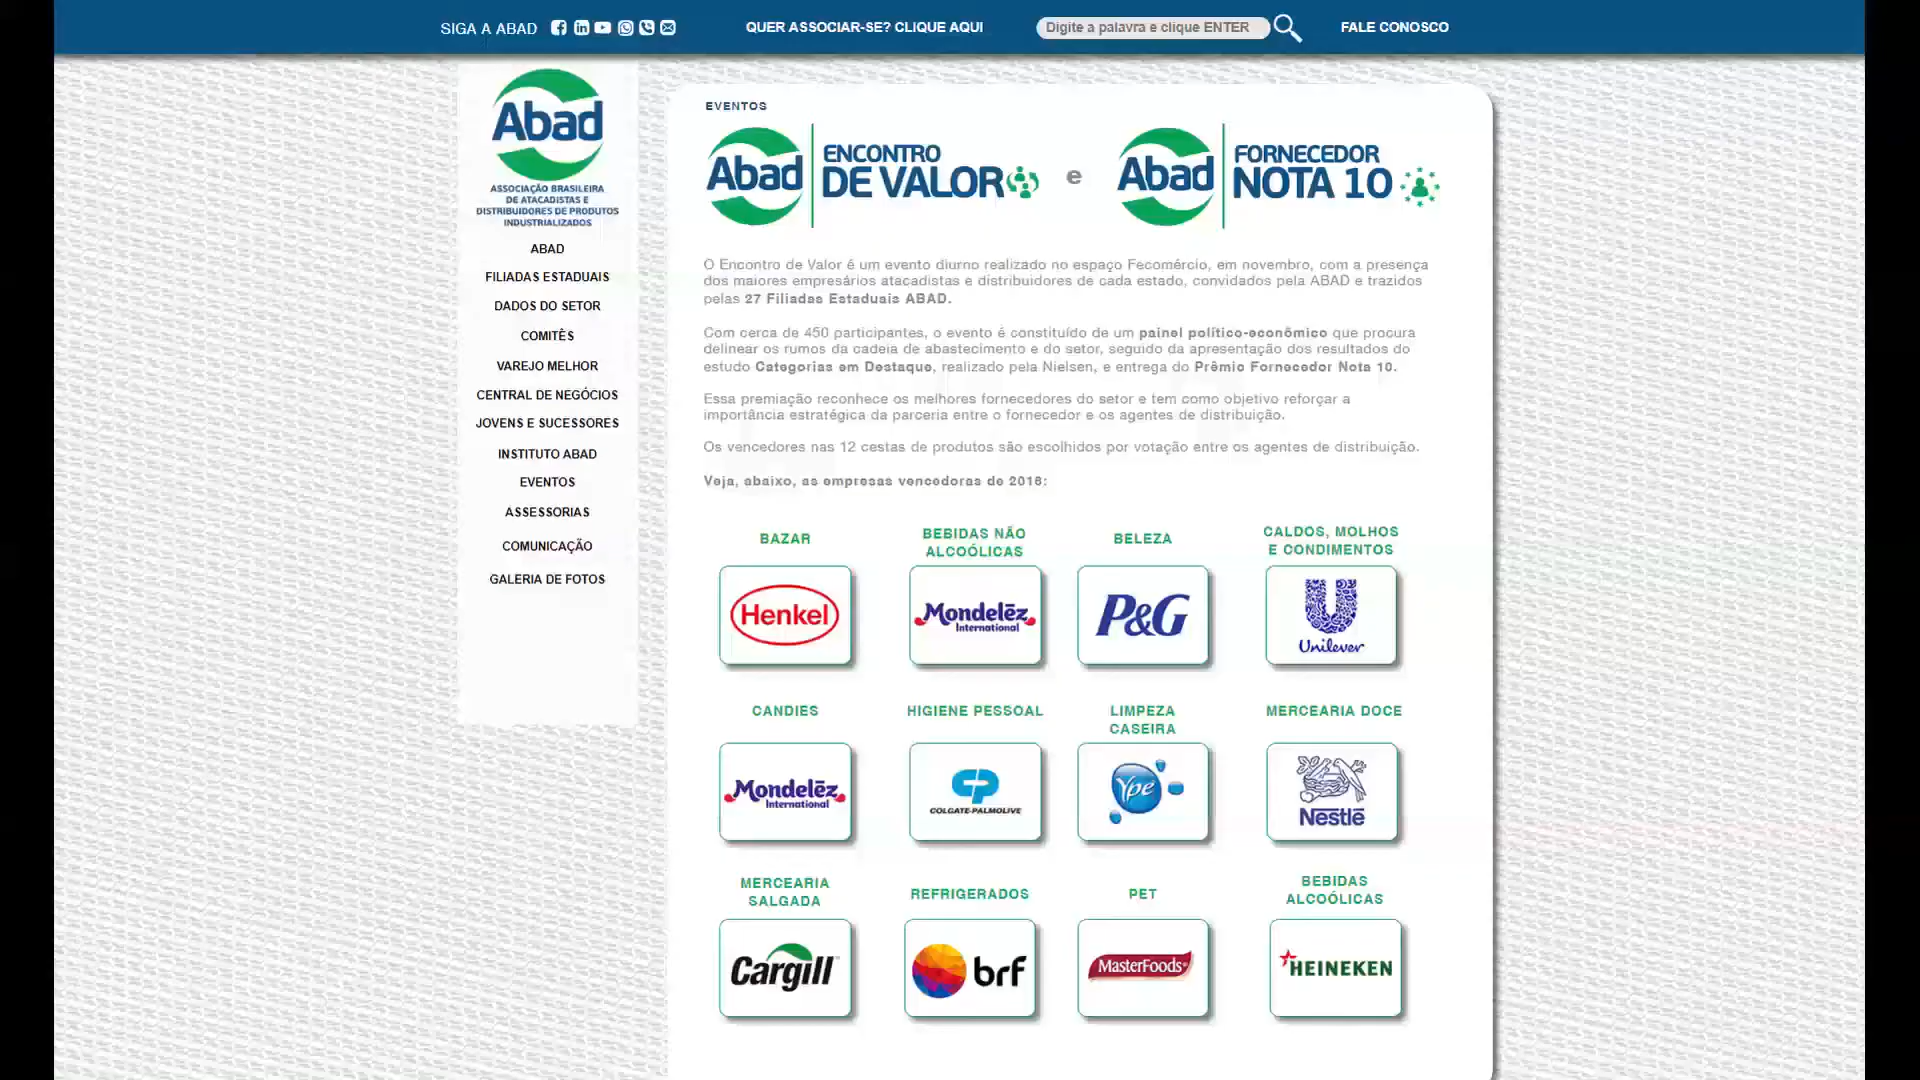 SIGA A ABAD
QUER ASSOCIAR-SE? CLIQUE AQUI
Digite a palavra e clique ENTER
FALE CONOSCO
Abad
ASSOCIAÇÃO BRASILEIRA
DE ATACADISTAS E
DISTRIBUIDORES DE PRODUTOS
INDUSTRIALIZADOS
ABAD
FILIADAS ESTADUAIS
DADOS DO SETOR
COMITÊS
VAREJO MELHOR
CENTRAL DE NEGÓCIOS
JOVENS E SUCESSORES
INSTITUTO ABAD
EVENTOS
ASSESSORIAS
COMUNICAÇÃO
GALERIA DE FOTOS
EVENTOS
Abad
ENCONTRO
DE VALOR
e
Abad
FORNECEDOR
NOTA 10
O Encontro de Valor é um evento diurno realizado no espaço Fecomércio, em novembro, com a presença
dos maiores empresários atacadistas e distribuidores de cada estado, convidados pela ABAD e trazidos
pelas 27 Filiadas Estaduais ABAD.
Com cerca de 450 participantes, o evento é constituído de um painel político-econômico que procura
delinear os rumos da cadeia de abastecimento e do setor, seguido da apresentação dos resultados do
estudo Categorias em Destaque, realizado pela Nielsen, e entrega do Prêmio Fornecedor Nota 10.
Essa premiação reconhece os melhores fornecedores do setor e tem como objetivo reforçar a
importância estratégica da parceria entre o fornecedor e os agentes de distribuição.
Os vencedores nas 12 cestas de produtos são escolhidos por votação entre os agentes de distribuição.
Veja, abaixo, as empresas vencedoras de 2018:
BAZAR
BEBIDAS NÃO
ALCOÓLICAS
BELEZA
CALDOS, MOLHOS
E CONDIMENTOS
Henkel
Mondelēz
International
P&G
Unilever
CANDIES
HIGIENE PESSOAL
LIMPEZA
CASEIRA
MERCEARIA DOCE
Mondelēz
International
COLGATE-PALMOLIVE
Ypê
Nestlē
MERCEARIA
SALGADA
REFRIGERADOS
PET
BEBIDAS
ALCOÓLICAS
Cargill
brf
MasterFoods
HEINEKEN